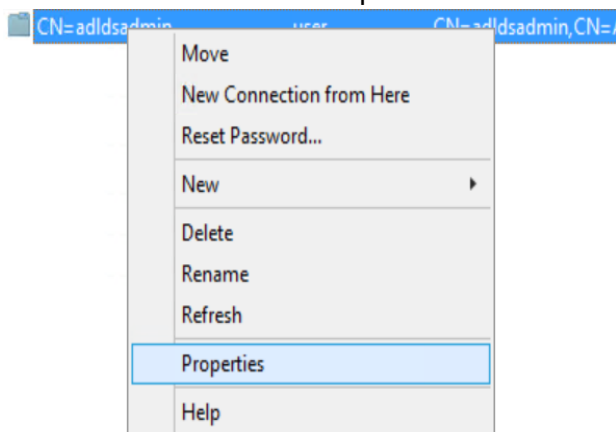 CN=adldsadmin user CN=adldsadmin,CN=A
Move
New Connection from Here
Reset Password...
New
Delete
Rename
Refresh
Properties
Help